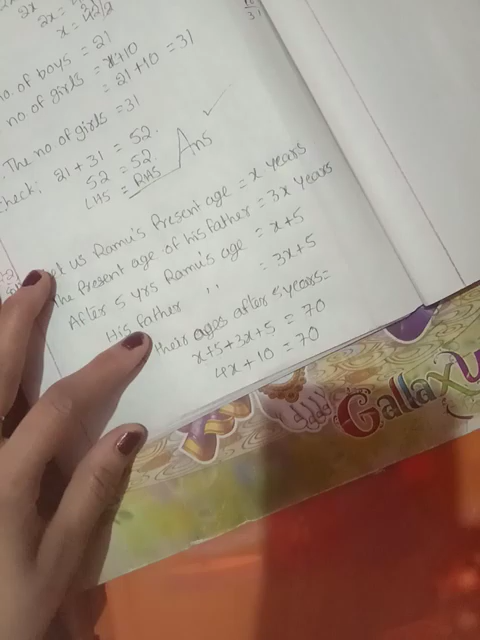 2x
2x =
x = 42/2
no. of boys = 21
no of girls = x+10
= 21+10 = 31
The no of girls = 31
check: 21+31 = 52.
52 = 52.
LHS = RHS
Ans
let us Ramu's Present age = x years
The Present age of his father = 3x years
After 5 yrs Ramu's age = x+5
His father ,, = 3x+5
their ages after 5 years =
x+5+3x+5 = 70
4x+10 = 70
31
Gallaxy